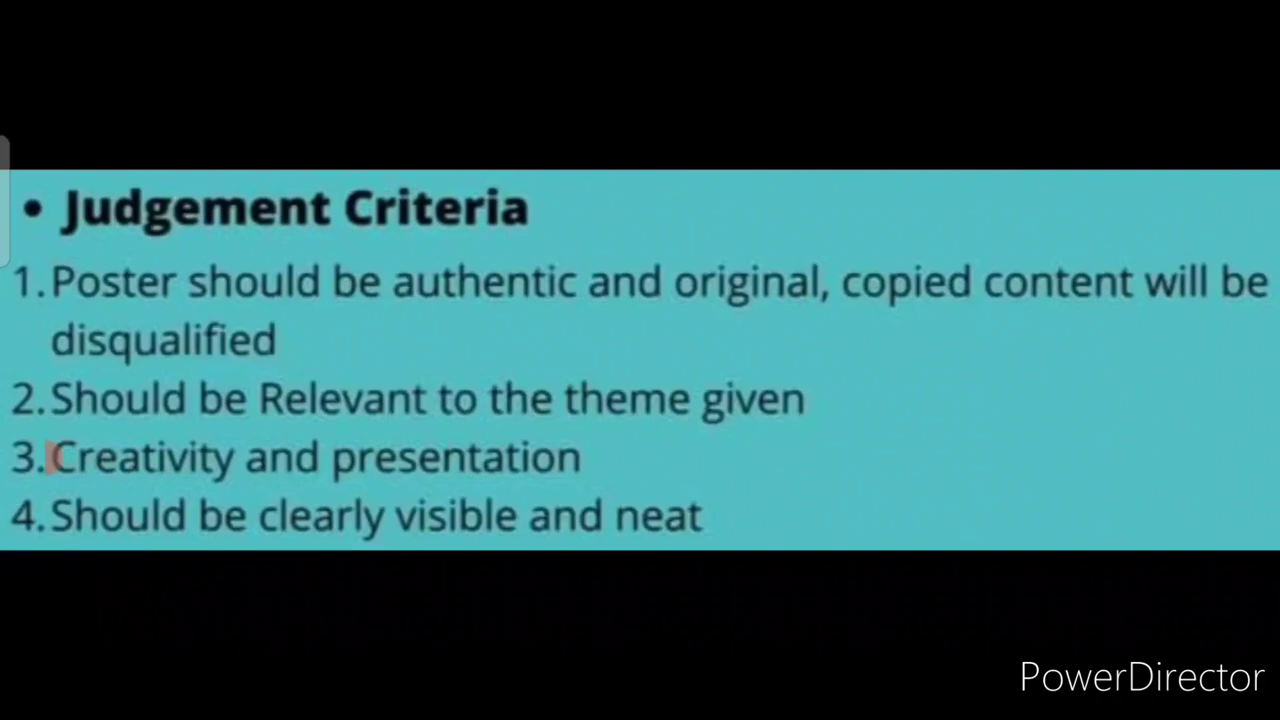 • Judgement Criteria
1. Poster should be authentic and original, copied content will be
disqualified
2. Should be Relevant to the theme given
3. Creativity and presentation
4. Should be clearly visible and neat
PowerDirector